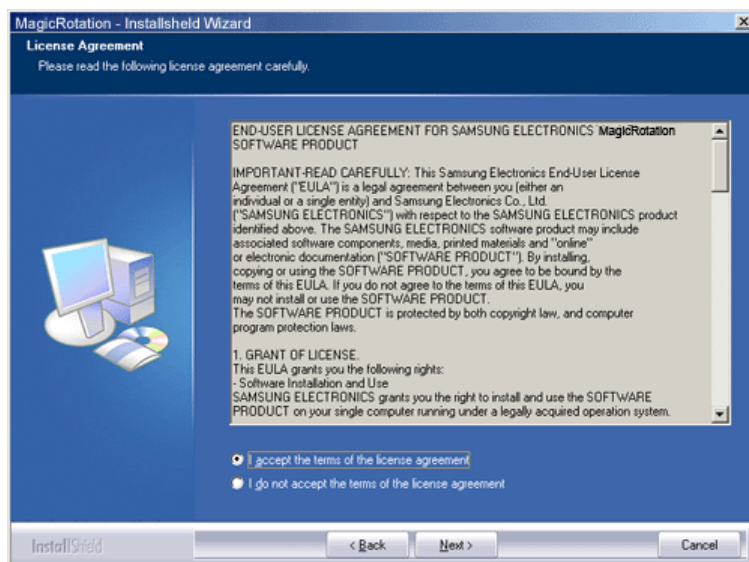 MagicRotation - Installsheld Wizard
License Agreement
Please read the following license agreement carefully.
END-USER LICENSE AGREEMENT FOR SAMSUNG ELECTRONICS MagicRotation
SOFTWARE PRODUCT
IMPORTANT-READ CAREFULLY: This Samsung Electronics End-User License
Agreement ("EULA") is a legal agreement between you (either an
individual or a single entity) and Samsung Electronics Co., Ltd.
("SAMSUNG ELECTRONICS") with respect to the SAMSUNG ELECTRONICS product
identified above. The SAMSUNG ELECTRONICS software product may include
associated software components, media, printed materials and "online"
or electronic documentation ("SOFTWARE PRODUCT"). By installing,
copying or using the SOFTWARE PRODUCT, you agree to be bound by the
terms of this EULA. If you do not agree to the terms of this EULA, you
may not install or use the SOFTWARE PRODUCT.
The SOFTWARE PRODUCT is protected by both copyright law, and computer
program protection laws.
1. GRANT OF LICENSE.
This EULA grants you the following rights:
- Software Installation and Use
SAMSUNG ELECTRONICS grants you the right to install and use the SOFTWARE
PRODUCT on your single computer running under a legally acquired operation system.
I accept the terms of the license agreement
I do not accept the terms of the license agreement
InstallShield
< Back
Next >
Cancel